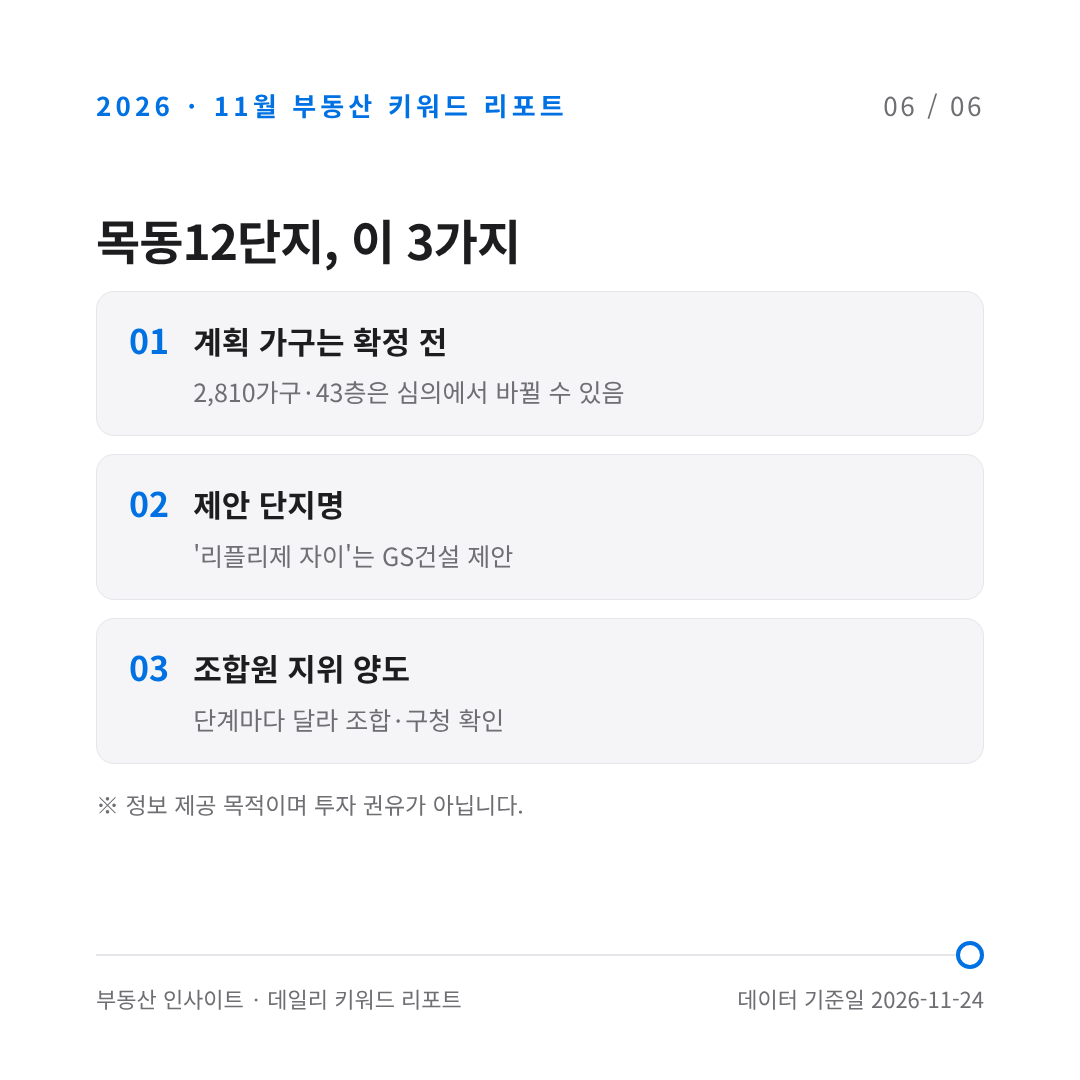 2026 · 11월 부동산 키워드 리포트
06 / 06
목동12단지, 이 3가지
01 계획 가구는 확정 전
2,810가구·43층은 심의에서 바뀔 수 있음
02 제안 단지명
'리플리제 자이'는 GS건설 제안
03 조합원 지위 양도
단계마다 달라 조합·구청 확인
※ 정보 제공 목적이며 투자 권유가 아닙니다.
부동산 인사이트 · 데일리 키워드 리포트
데이터 기준일 2026-11-24